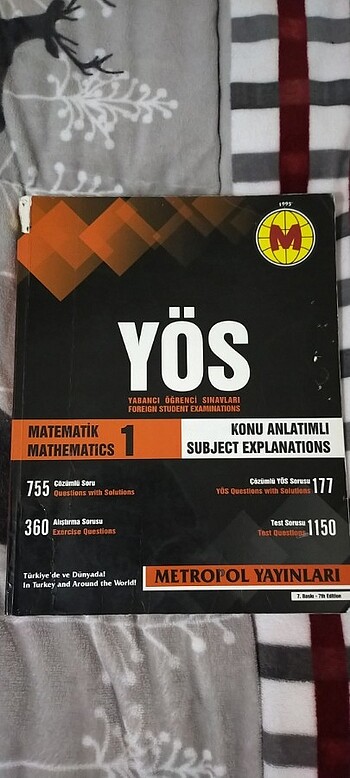 1995
M
YÖS
YABANCI ÖĞRENCİ SINAVLARI
FOREIGN STUDENT EXAMINATIONS
MATEMATİK
MATHEMATICS 1
KONU ANLATIMLI
SUBJECT EXPLANATIONS
755 Çözümlü Soru
Questions with Solutions
Çözümlü YÖS Sorusu
YÖS Questions with Solutions 177
360 Alıştırma Sorusu
Exercise Questions
Test Sorusu
Test Questions 1150
Türkiye'de ve Dünyada!
In Turkey and Around the World!
METROPOL YAYINLARI
7. Baskı - 7th Edition